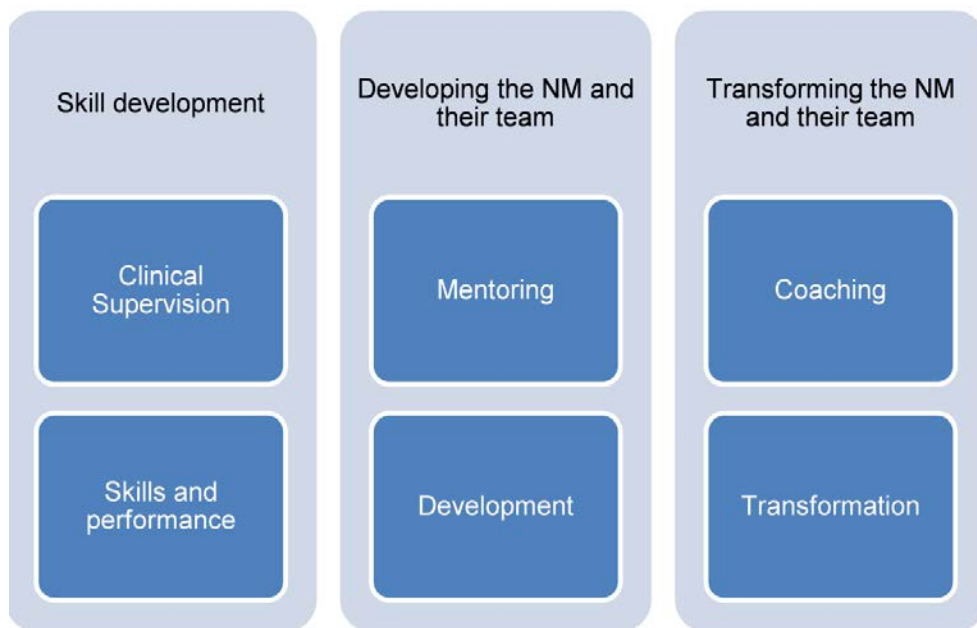 Skill development
Clinical
Supervision
Skills and
performance
Developing the NM and
their team
Mentoring
Development
Transforming the NM
and their team
Coaching
Transformation